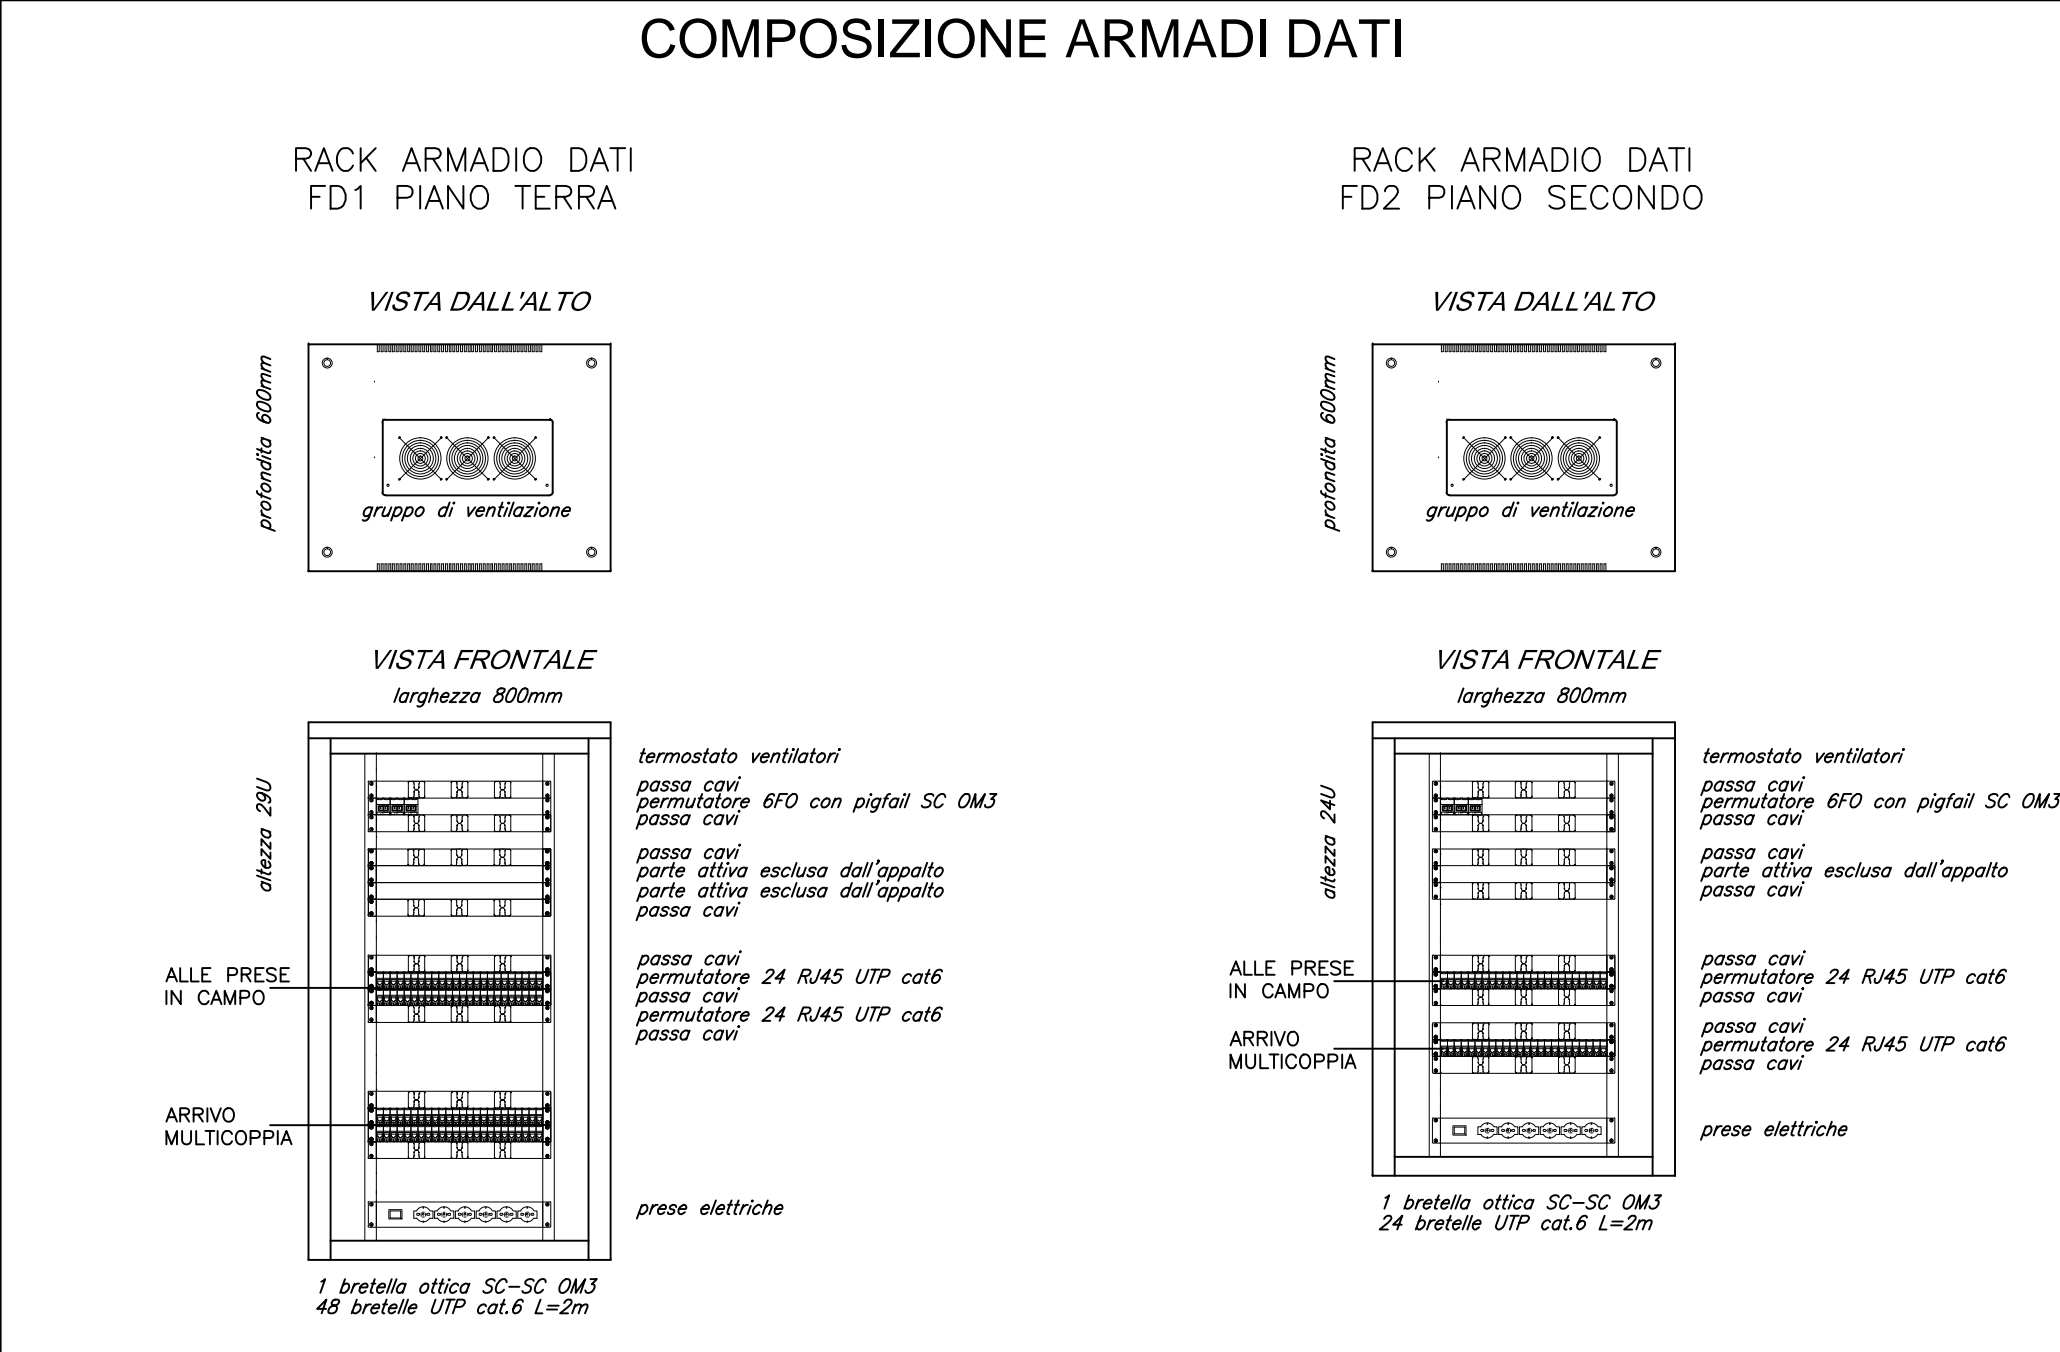 COMPOSIZIONE ARMADI DATI
RACK ARMADIO DATI
FD1 PIANO TERRA
VISTA DALL'ALTO
profondita 600mm
gruppo di ventilazione
VISTA FRONTALE
larghezza 800mm
altezza 29U
termostato ventilatori
passa cavi
permutatore 6FO con pigfail SC OM3
passa cavi
passa cavi
parte attiva esclusa dall'appalto
parte attiva esclusa dall'appalto
passa cavi
ALLE PRESE
IN CAMPO
passa cavi
permutatore 24 RJ45 UTP cat6
passa cavi
permutatore 24 RJ45 UTP cat6
passa cavi
ARRIVO
MULTICOPPIA
prese elettriche
1 bretella ottica SC-SC OM3
48 bretelle UTP cat.6 L=2m
RACK ARMADIO DATI
FD2 PIANO SECONDO
VISTA DALL'ALTO
profondita 600mm
gruppo di ventilazione
VISTA FRONTALE
larghezza 800mm
altezza 24U
termostato ventilatori
passa cavi
permutatore 6FO con pigfail SC OM3
passa cavi
passa cavi
parte attiva esclusa dall'appalto
passa cavi
ALLE PRESE
IN CAMPO
passa cavi
permutatore 24 RJ45 UTP cat6
passa cavi
ARRIVO
MULTICOPPIA
passa cavi
permutatore 24 RJ45 UTP cat6
passa cavi
prese elettriche
1 bretella ottica SC-SC OM3
24 bretelle UTP cat.6 L=2m